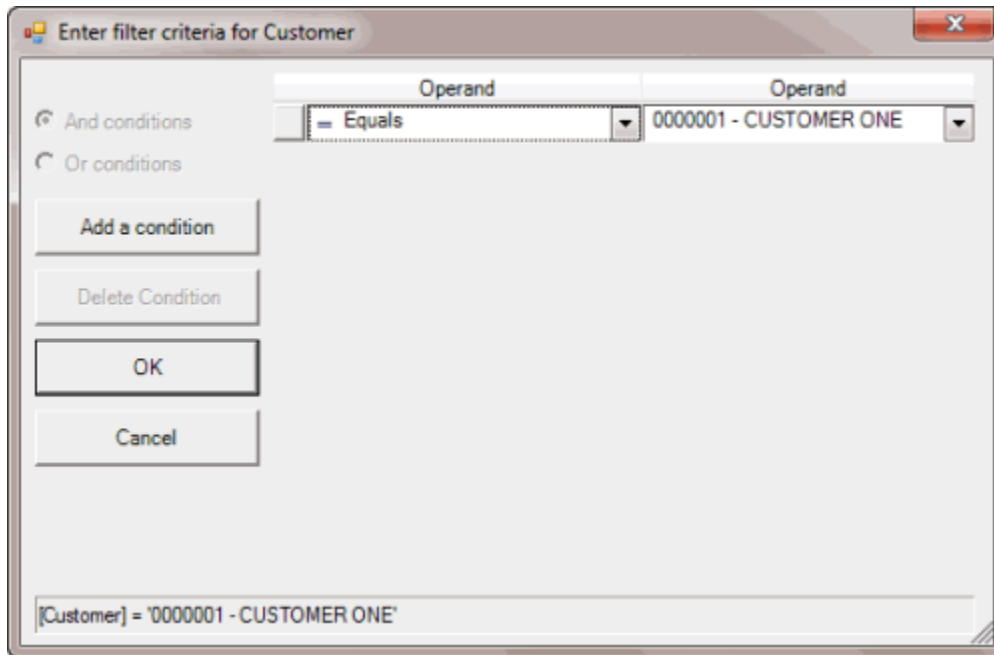 Enter filter criteria for Customer
Operand Operand
And conditions = Equals 0000001 - CUSTOMER ONE
Or conditions
Add a condition
Delete Condition
OK
Cancel
[Customer] = '0000001 - CUSTOMER ONE'